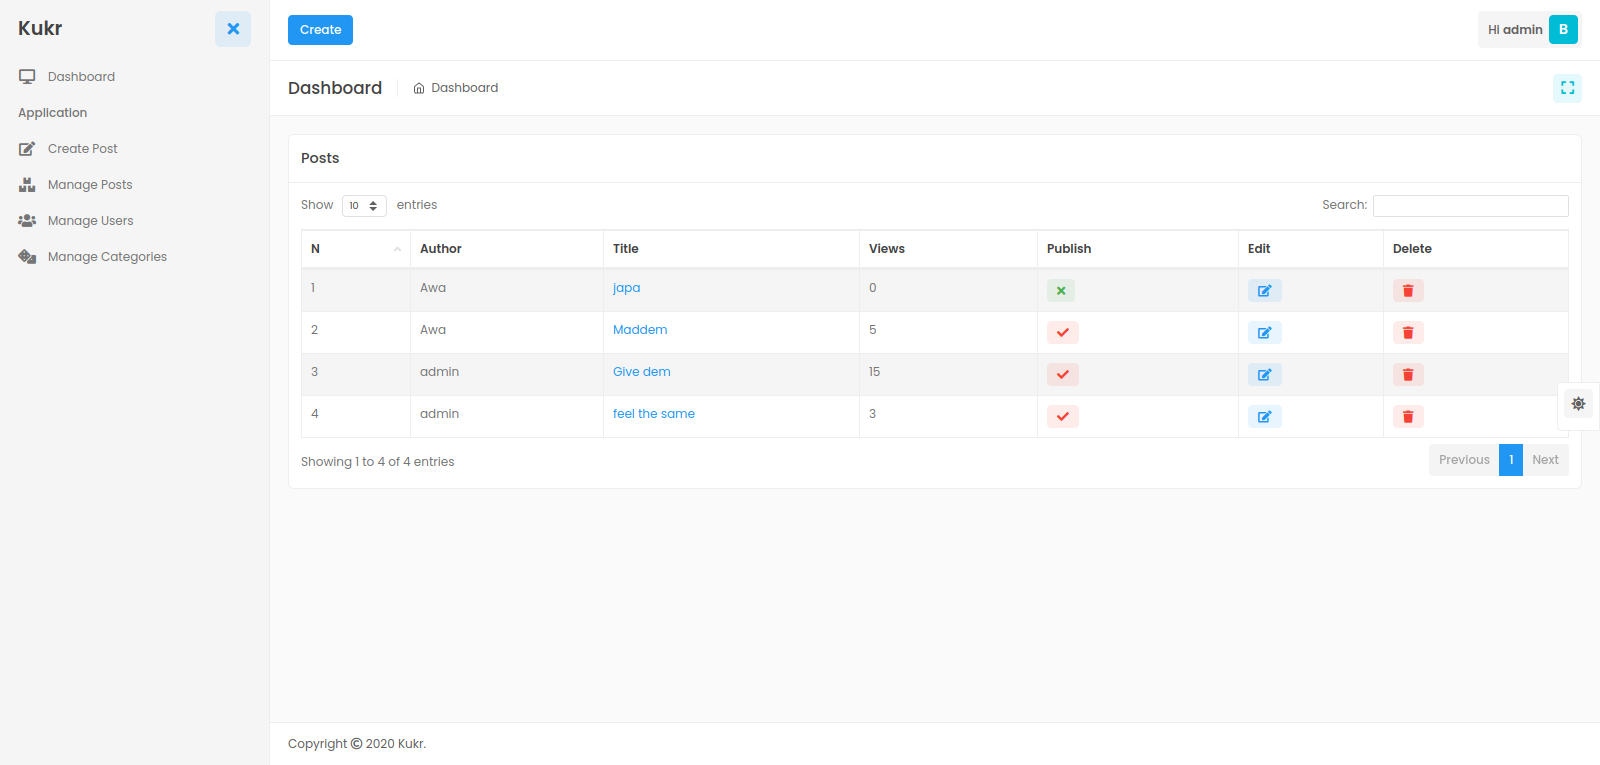 Kukr
Create
Hi admin B
Dashboard
Dashboard Dashboard
Application
Create Post
Manage Posts
Manage Users
Manage Categories
Posts
Show 10 entries Search:
N Author Title Views Publish Edit Delete
1 Awa japa 0
2 Awa Maddem 5
3 admin Give dem 15
4 admin feel the same 3
Showing 1 to 4 of 4 entries
Previous 1 Next
Copyright © 2020 Kukr.